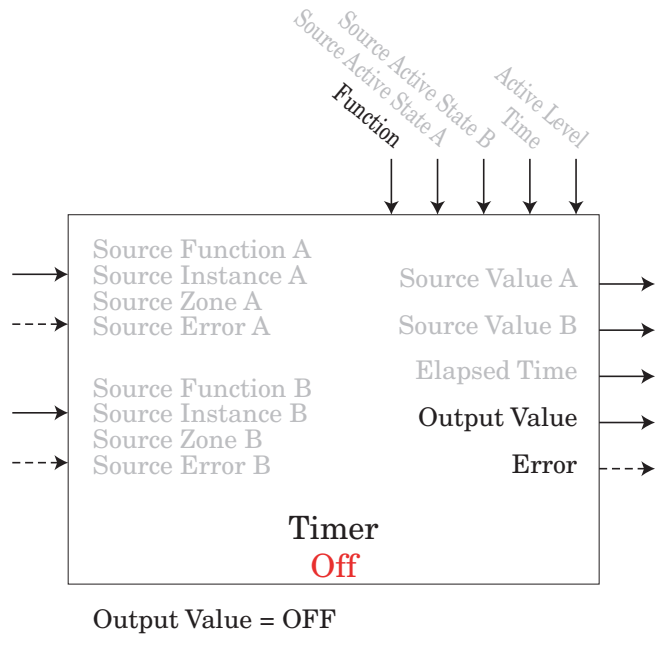 Source Active State A
Source Active State B
Active Level
Function
Time
Source Function A
Source Instance A
Source Zone A
Source Error A
Source Value A
Source Value B
Elapsed Time
Source Function B
Source Instance B
Source Zone B
Source Error B
Output Value
Error
Timer
Off
Output Value = OFF